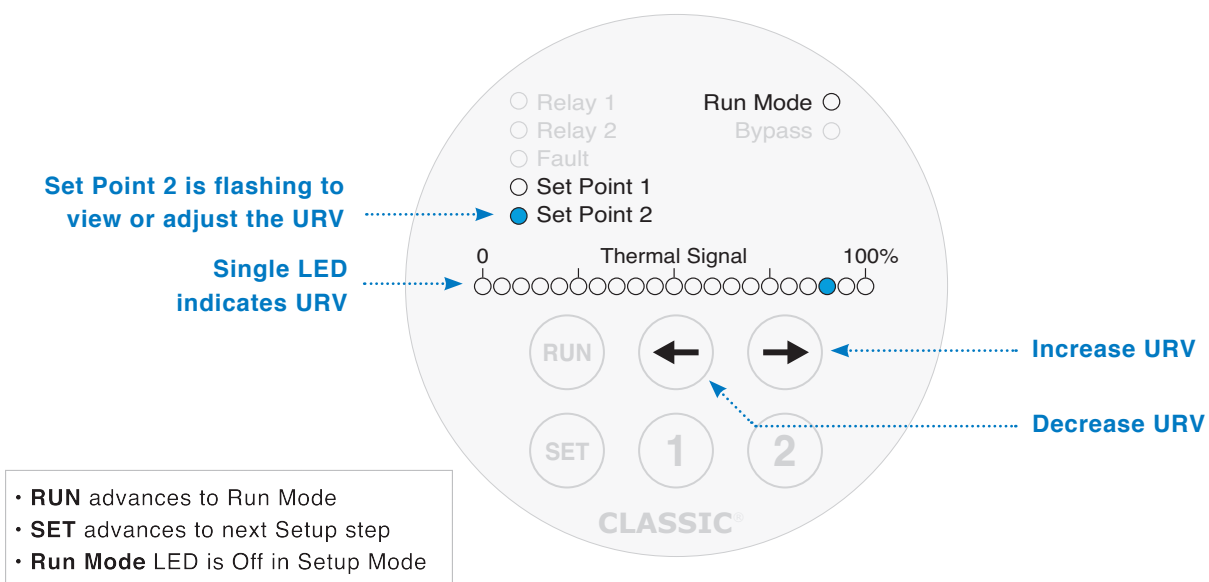 Relay 1
Run Mode
Relay 2
Bypass
Fault
Set Point 2 is flashing to
view or adjust the URV
Set Point 1
Set Point 2
Single LED
indicates URV
0
Thermal Signal
100%
RUN
Increase URV
Decrease URV
SET
1
2
CLASSIC®
• RUN advances to Run Mode
• SET advances to next Setup step
• Run Mode LED is Off in Setup Mode